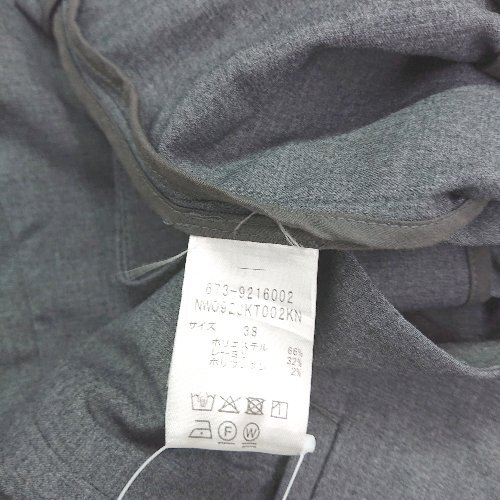 673-9216002
NW09ZJKT002KN
サイズ 38
ポリエステル 66%
レーヨン 32%
ポリウレタン 2%
F W